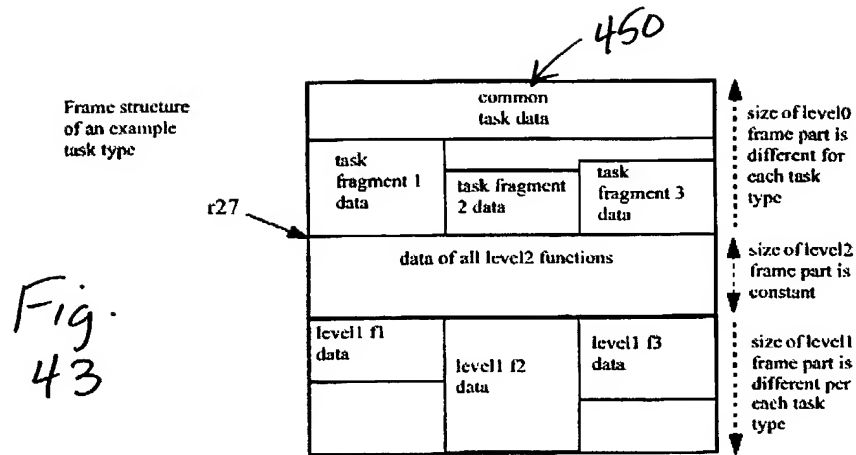 450
Frame structure
of an example
task type
common
task data
size of level0
frame part is
different for
each task
type
task
fragment 1
data
task fragment
2 data
task
fragment 3
data
r27
data of all level2 functions
size of level2
frame part is
constant
Fig.
43
level1 f1
data
level1 f2
data
level1 f3
data
size of level1
frame part is
different per
each task
type